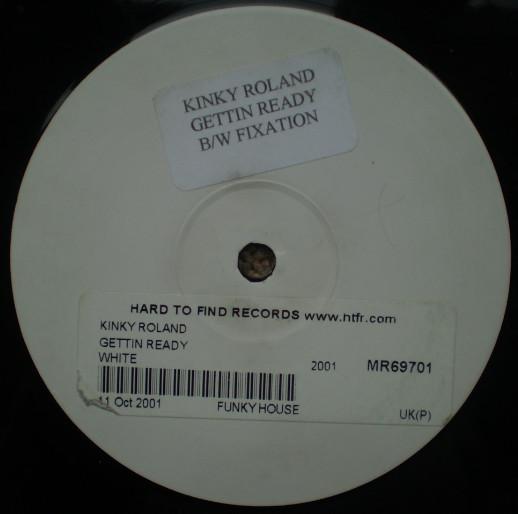 KINKY ROLAND
GETTIN READY
B/W FIXATION
HARD TO FIND RECORDS www.htfr.com
KINKY ROLAND
GETTIN READY
WHITE 2001 MR69701
11 Oct 2001 FUNKY HOUSE UK(P)